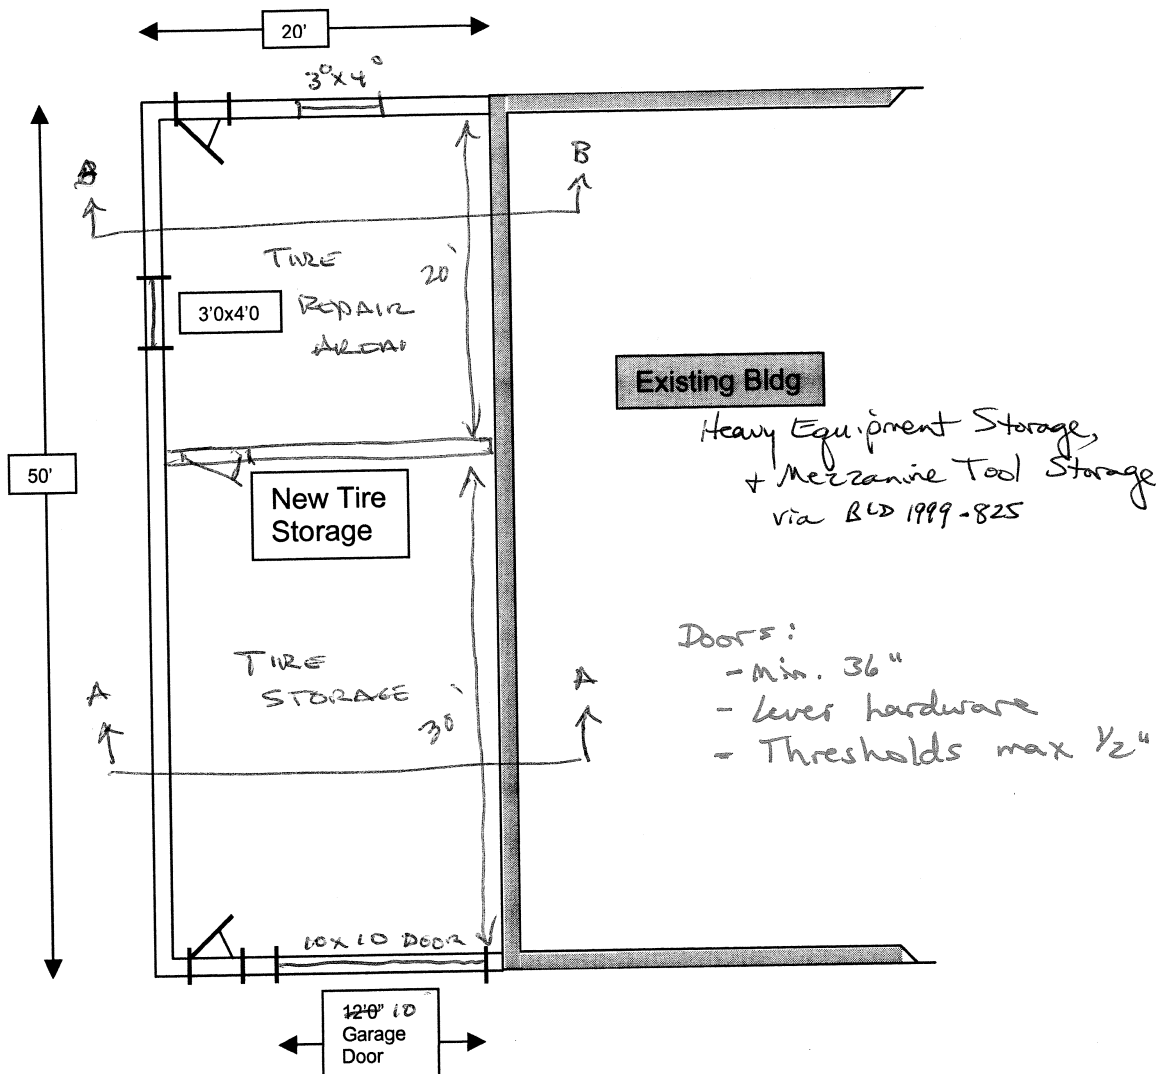 20'
3⁰x4⁰
B
B
TIRE
REPAIR
AREA
20'
3'0x4'0
Existing Bldg
Heavy Equipment Storage,
+ Mezzanine Tool Storage
via BLD 1999-825
50'
New Tire
Storage
Doors:
- Min. 36"
- Lever hardware
- Thresholds max 1/2"
TIRE
STORAGE
30'
A
A
10x10 DOOR
12'0" 10
Garage
Door